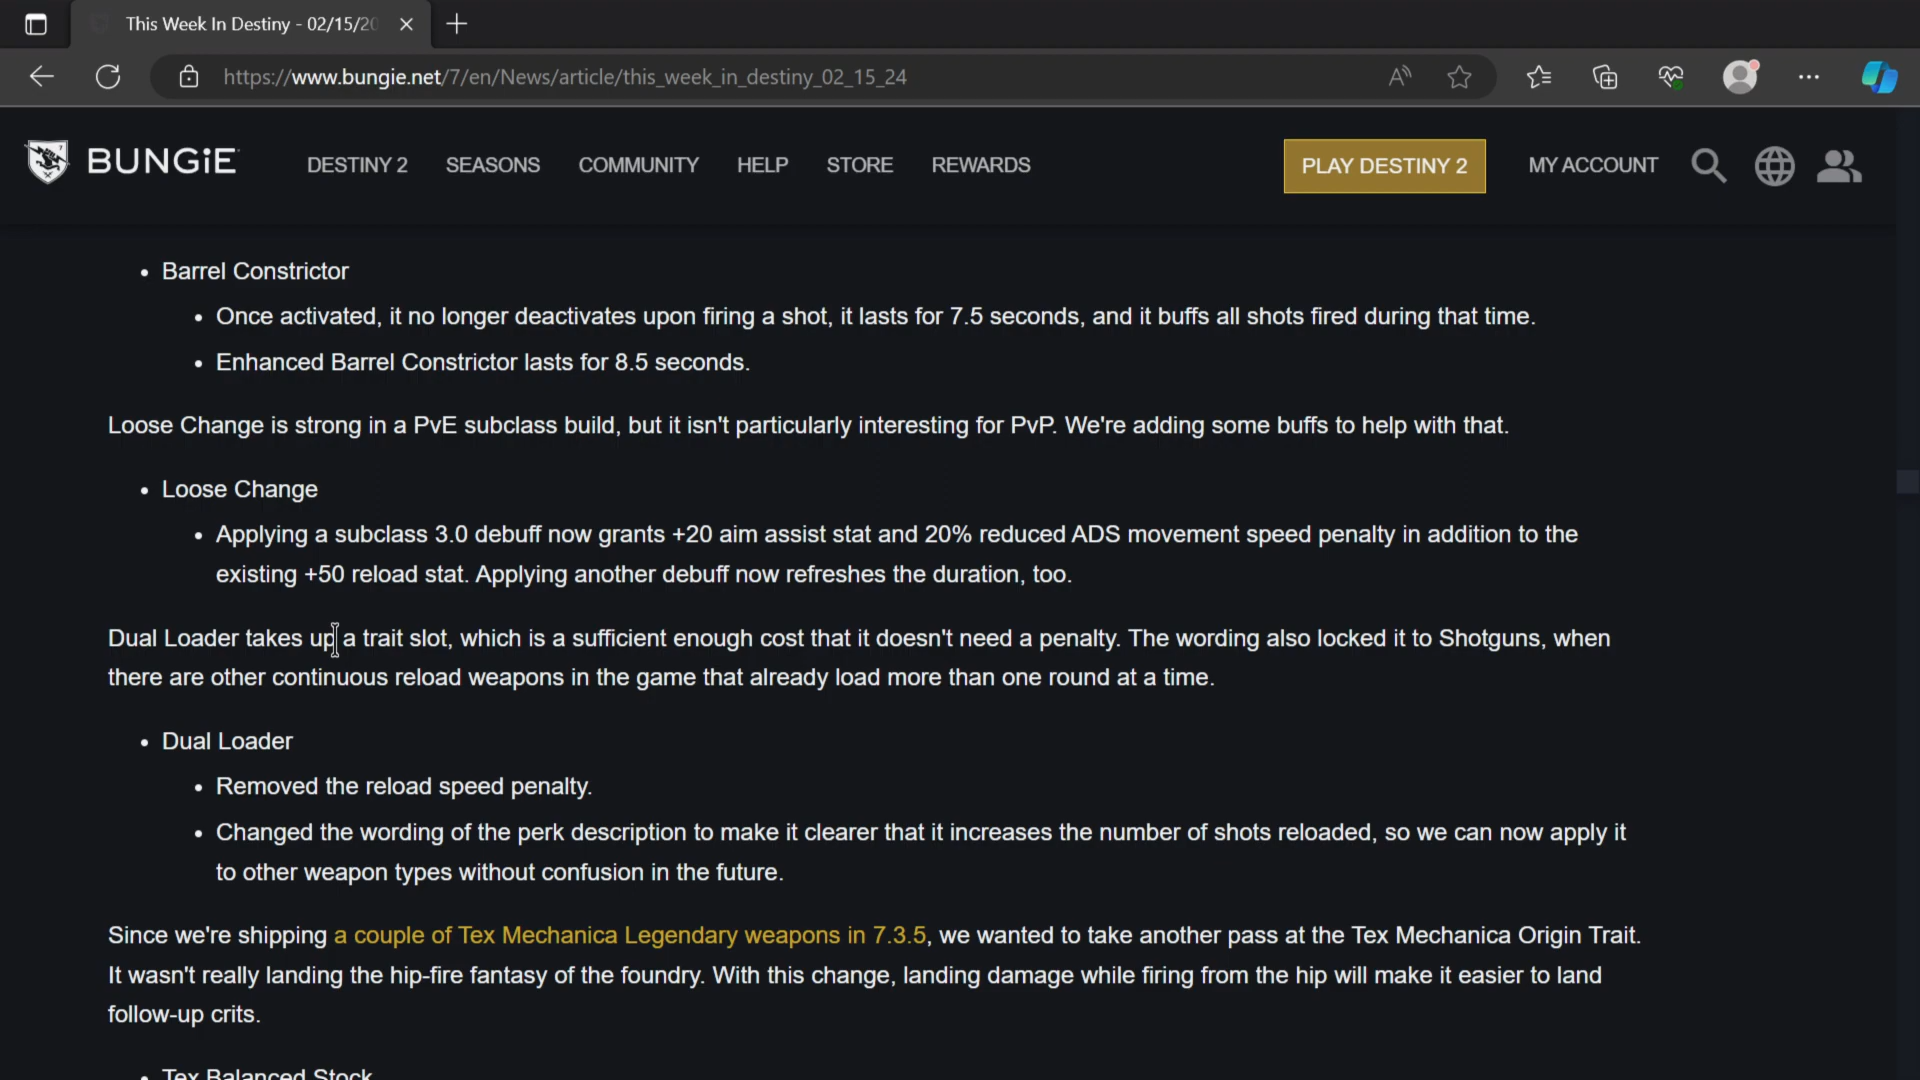 This Week In Destiny - 02/15/20
https://www.bungie.net/7/en/News/article/this_week_in_destiny_02_15_24
BUNGiE
DESTINY 2 SEASONS COMMUNITY HELP STORE REWARDS
PLAY DESTINY 2 MY ACCOUNT
• Barrel Constrictor
• Once activated, it no longer deactivates upon firing a shot, it lasts for 7.5 seconds, and it buffs all shots fired during that time.
• Enhanced Barrel Constrictor lasts for 8.5 seconds.
Loose Change is strong in a PvE subclass build, but it isn't particularly interesting for PvP. We're adding some buffs to help with that.
• Loose Change
• Applying a subclass 3.0 debuff now grants +20 aim assist stat and 20% reduced ADS movement speed penalty in addition to the
existing +50 reload stat. Applying another debuff now refreshes the duration, too.
Dual Loader takes up a trait slot, which is a sufficient enough cost that it doesn't need a penalty. The wording also locked it to Shotguns, when
there are other continuous reload weapons in the game that already load more than one round at a time.
• Dual Loader
• Removed the reload speed penalty.
• Changed the wording of the perk description to make it clearer that it increases the number of shots reloaded, so we can now apply it
to other weapon types without confusion in the future.
Since we're shipping a couple of Tex Mechanica Legendary weapons in 7.3.5, we wanted to take another pass at the Tex Mechanica Origin Trait.
It wasn't really landing the hip-fire fantasy of the foundry. With this change, landing damage while firing from the hip will make it easier to land
follow-up crits.
• Tex Balanced Stock